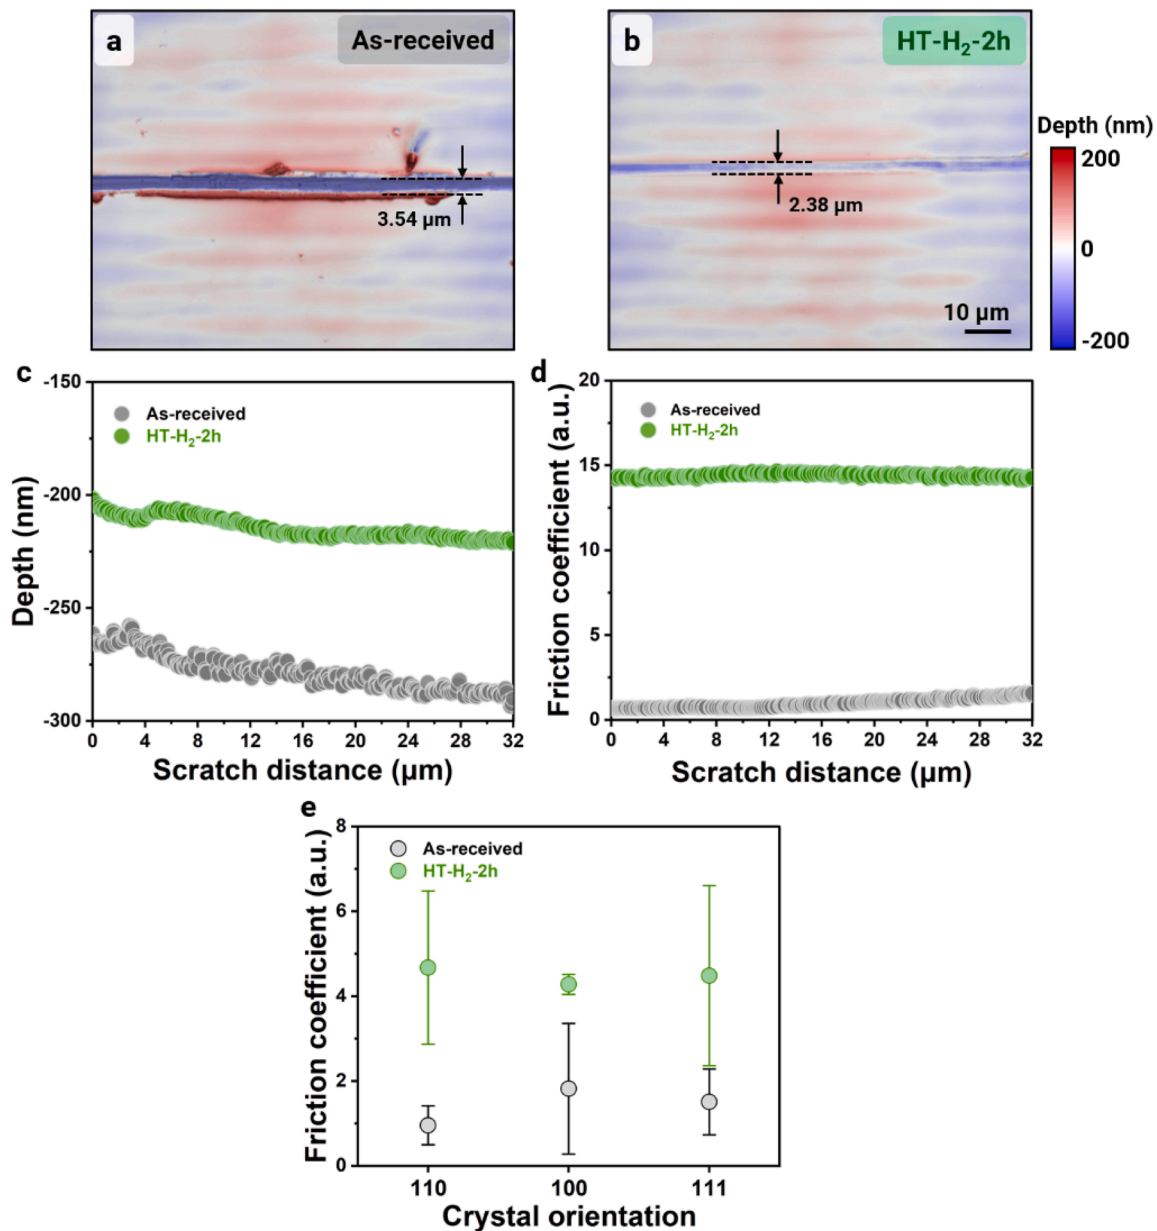 a
As-received
b
HT-H₂-2h
Depth (nm)
200
0
-200
3.54 µm
2.38 µm
10 µm
c
-150
-200
-250
-300
Depth (nm)
As-received
HT-H₂-2h
0 4 8 12 16 20 24 28 32
Scratch distance (µm)
d
20
15
10
5
0
Friction coefficient (a.u.)
As-received
HT-H₂-2h
0 4 8 12 16 20 24 28 32
Scratch distance (µm)
e
8
6
4
2
0
Friction coefficient (a.u.)
As-received
HT-H₂-2h
110 100 111
Crystal orientation